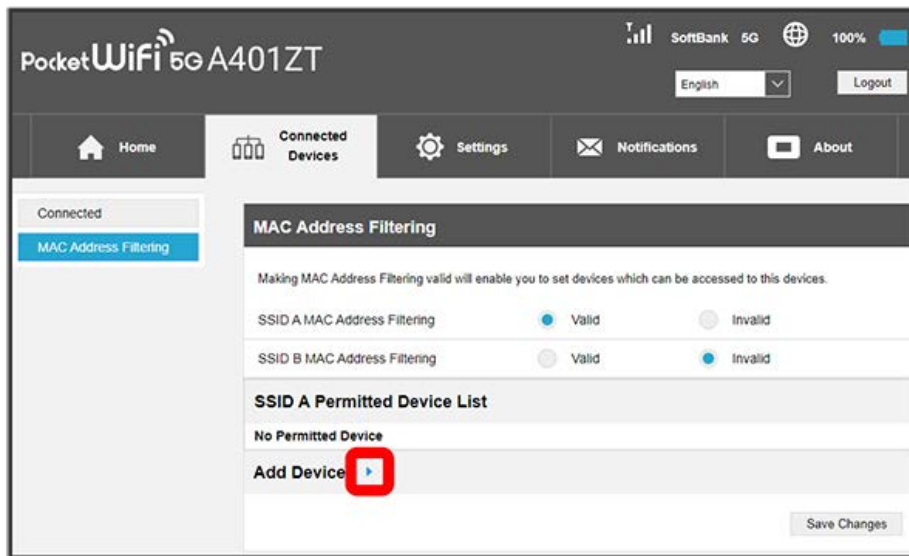 SoftBank 5G 100%
Pocket WiFi 5G A401ZT
English Logout
Home Connected Devices Settings Notifications About
Connected
MAC Address Filtering
MAC Address Filtering
Making MAC Address Filtering valid will enable you to set devices which can be accessed to this devices.
SSID A MAC Address Filtering Valid Invalid
SSID B MAC Address Filtering Valid Invalid
SSID A Permitted Device List
No Permitted Device
Add Device
Save Changes